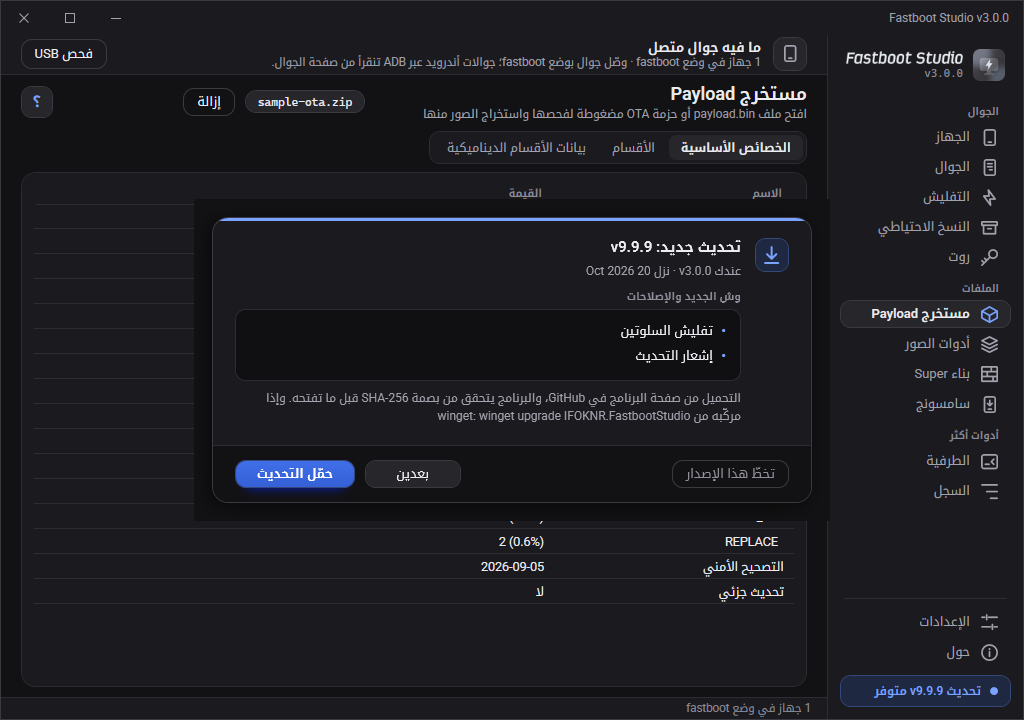 Fastboot Studio v3.0.0
Fastboot Studio
v3.0.0
الجوال
الجهاز
الجوال
التفليش
النسخ الاحتياطي
روت
الملفات
مستخرج Payload
أدوات الصور
بناء Super
سامسونج
أدوات أكثر
الطرفية
السجل
الإعدادات
حول
تحديث v9.9.9 متوفر
ما فيه جوال متصل
1 جهاز في وضع fastboot · وصّل جوال بوضع fastboot؛ جوالات أندرويد عبر ADB تنقرأ من صفحة الجوال.
فحص USB
مستخرج Payload
افتح ملف payload.bin أو حزمة OTA مضغوطة لفحصها واستخراج الصور منها
sample-ota.zip
إزالة
؟
الخصائص الأساسية
الأقسام
بيانات الأقسام الديناميكية
الاسم
القيمة
تحديث جديد: v9.9.9
عندك v3.0.0 · نزل 20 Oct 2026
وش الجديد والإصلاحات
• تفليش السلوتين
• إشعار التحديث
التحميل من صفحة البرنامج في GitHub، والبرنامج يتحقق من بصمة SHA-256 قبل ما تفتحه. وإذا
مركّبه من winget: winget upgrade IFOKNR.FastbootStudio
تخطّ هذا الإصدار
بعدين
حمّل التحديث
REPLACE
2 (0.6%)
التصحيح الأمني
2026-09-05
تحديث جزئي
لا
1 جهاز في وضع fastboot